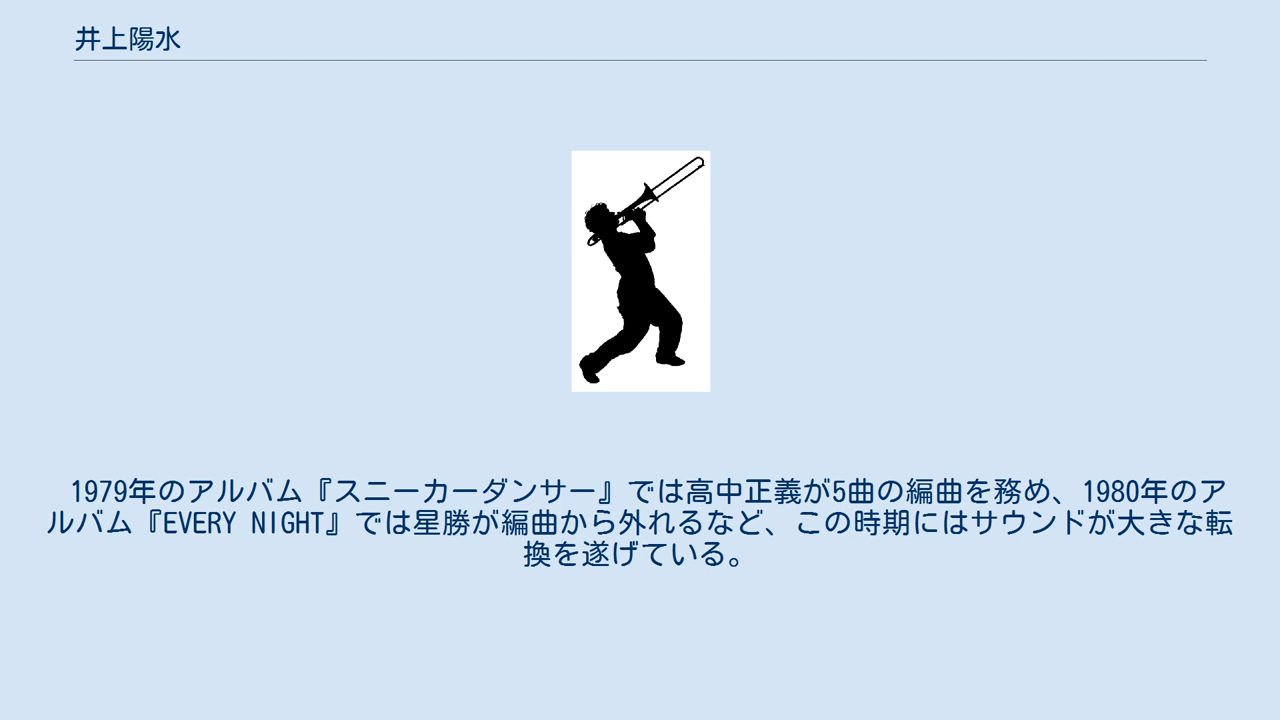 井上陽水
1979年のアルバム『スニーカーダンサー』では高中正義が5曲の編曲を務め、1980年のア
ルバム『EVERY NIGHT』では星勝が編曲から外れるなど、この時期にはサウンドが大きな転
換を遂げている。